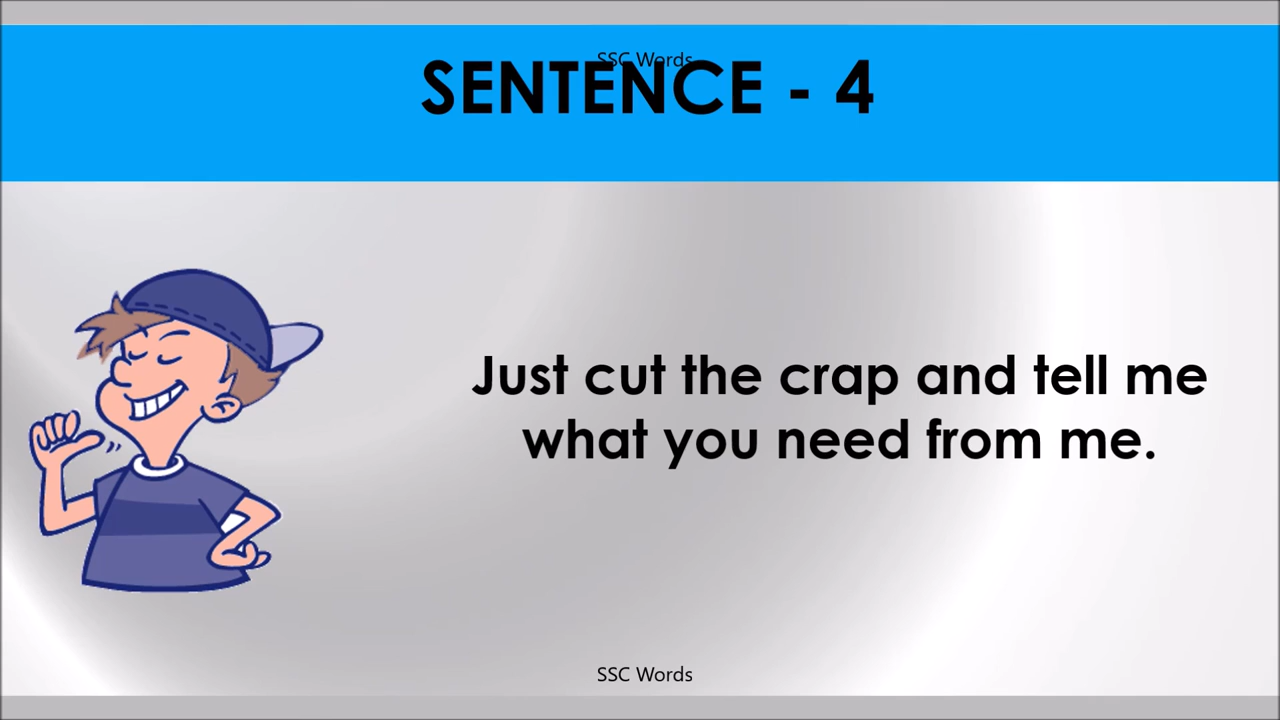 SSC Words
SENTENCE - 4
Just cut the crap and tell me
what you need from me.
SSC Words